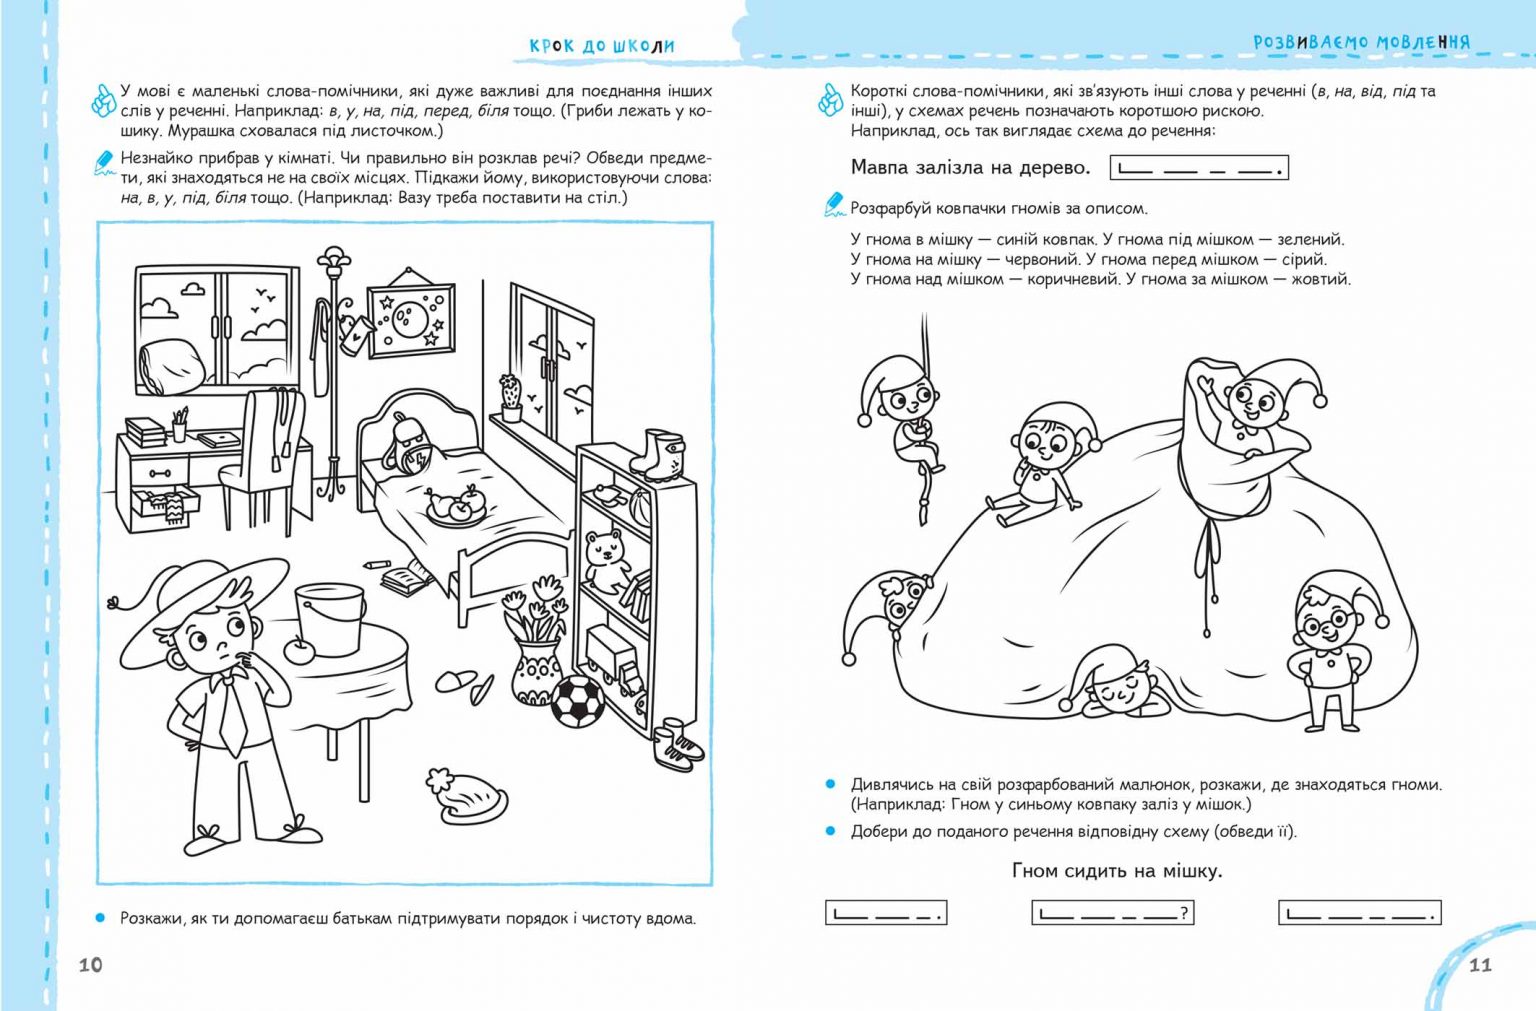 КРОК ДО ШКОЛИ
У мові є маленькі слова-помічники, які дуже важливі для поєднання інших
слів у реченні. Наприклад: в, у, на, під, перед, біля тощо. (Гриби лежать у ко-
шику. Мурашка сховалася під листочком.)
Незнайко прибрав у кімнаті. Чи правильно він розклав речі? Обведи предме-
ти, які знаходяться не на своїх місцях. Підкажи йому, використовуючи слова:
на, в, у, під, біля тощо. (Наприклад: Вазу треба поставити на стіл.)
Розкажи, як ти допомагаєш батькам підтримувати порядок і чистоту вдома.
10
РОЗВИВАЄМО МОВЛЕННЯ
Короткі слова-помічники, які зв’язують інші слова у реченні (в, на, від, під та
інші), у схемах речень позначають коротшою рискою.
Наприклад, ось так виглядає схема до речення:
Мавпа залізла на дерево.
Розфарбуй ковпачки гномів за описом.
У гнома в мішку — синій ковпак. У гнома під мішком — зелений.
У гнома на мішку — червоний. У гнома перед мішком — сірий.
У гнома над мішком — коричневий. У гнома за мішком — жовтий.
Дивлячись на свій розфарбований малюнок, розкажи, де знаходяться гноми.
(Наприклад: Гном у синьому ковпаку заліз у мішок.)
Добери до поданого речення відповідну схему (обведи її).
Гном сидить на мішку.
11